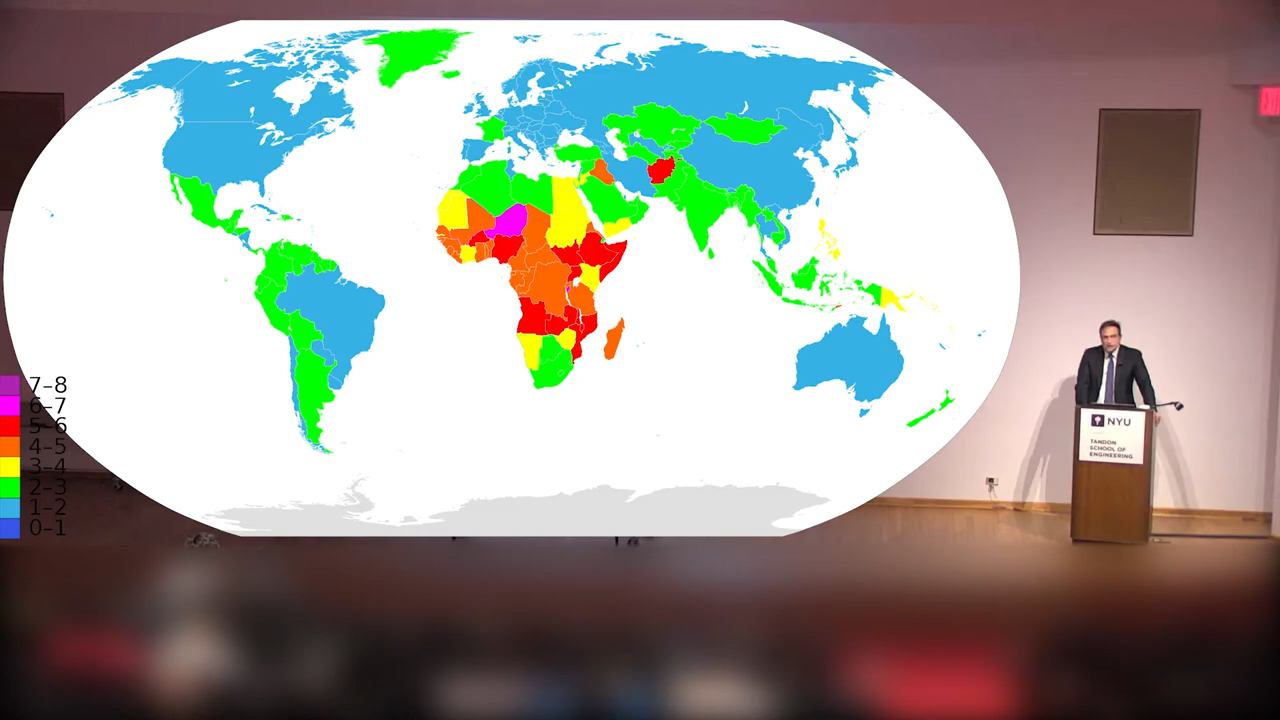 7–8
6–7
5–6
4–5
3–4
2–3
1–2
0–1
NYU
TANDON
SCHOOL OF
ENGINEERING